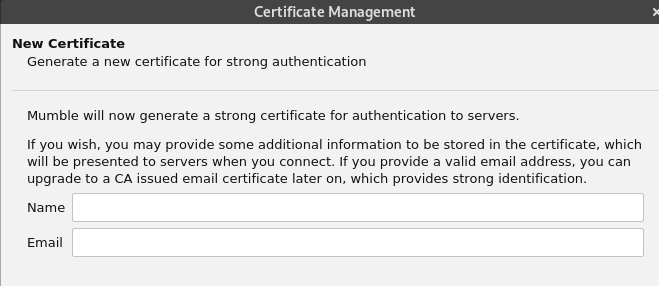 Certificate Management
New Certificate
Generate a new certificate for strong authentication
Mumble will now generate a strong certificate for authentication to servers.
If you wish, you may provide some additional information to be stored in the certificate, which
will be presented to servers when you connect. If you provide a valid email address, you can
upgrade to a CA issued email certificate later on, which provides strong identification.
Name
Email